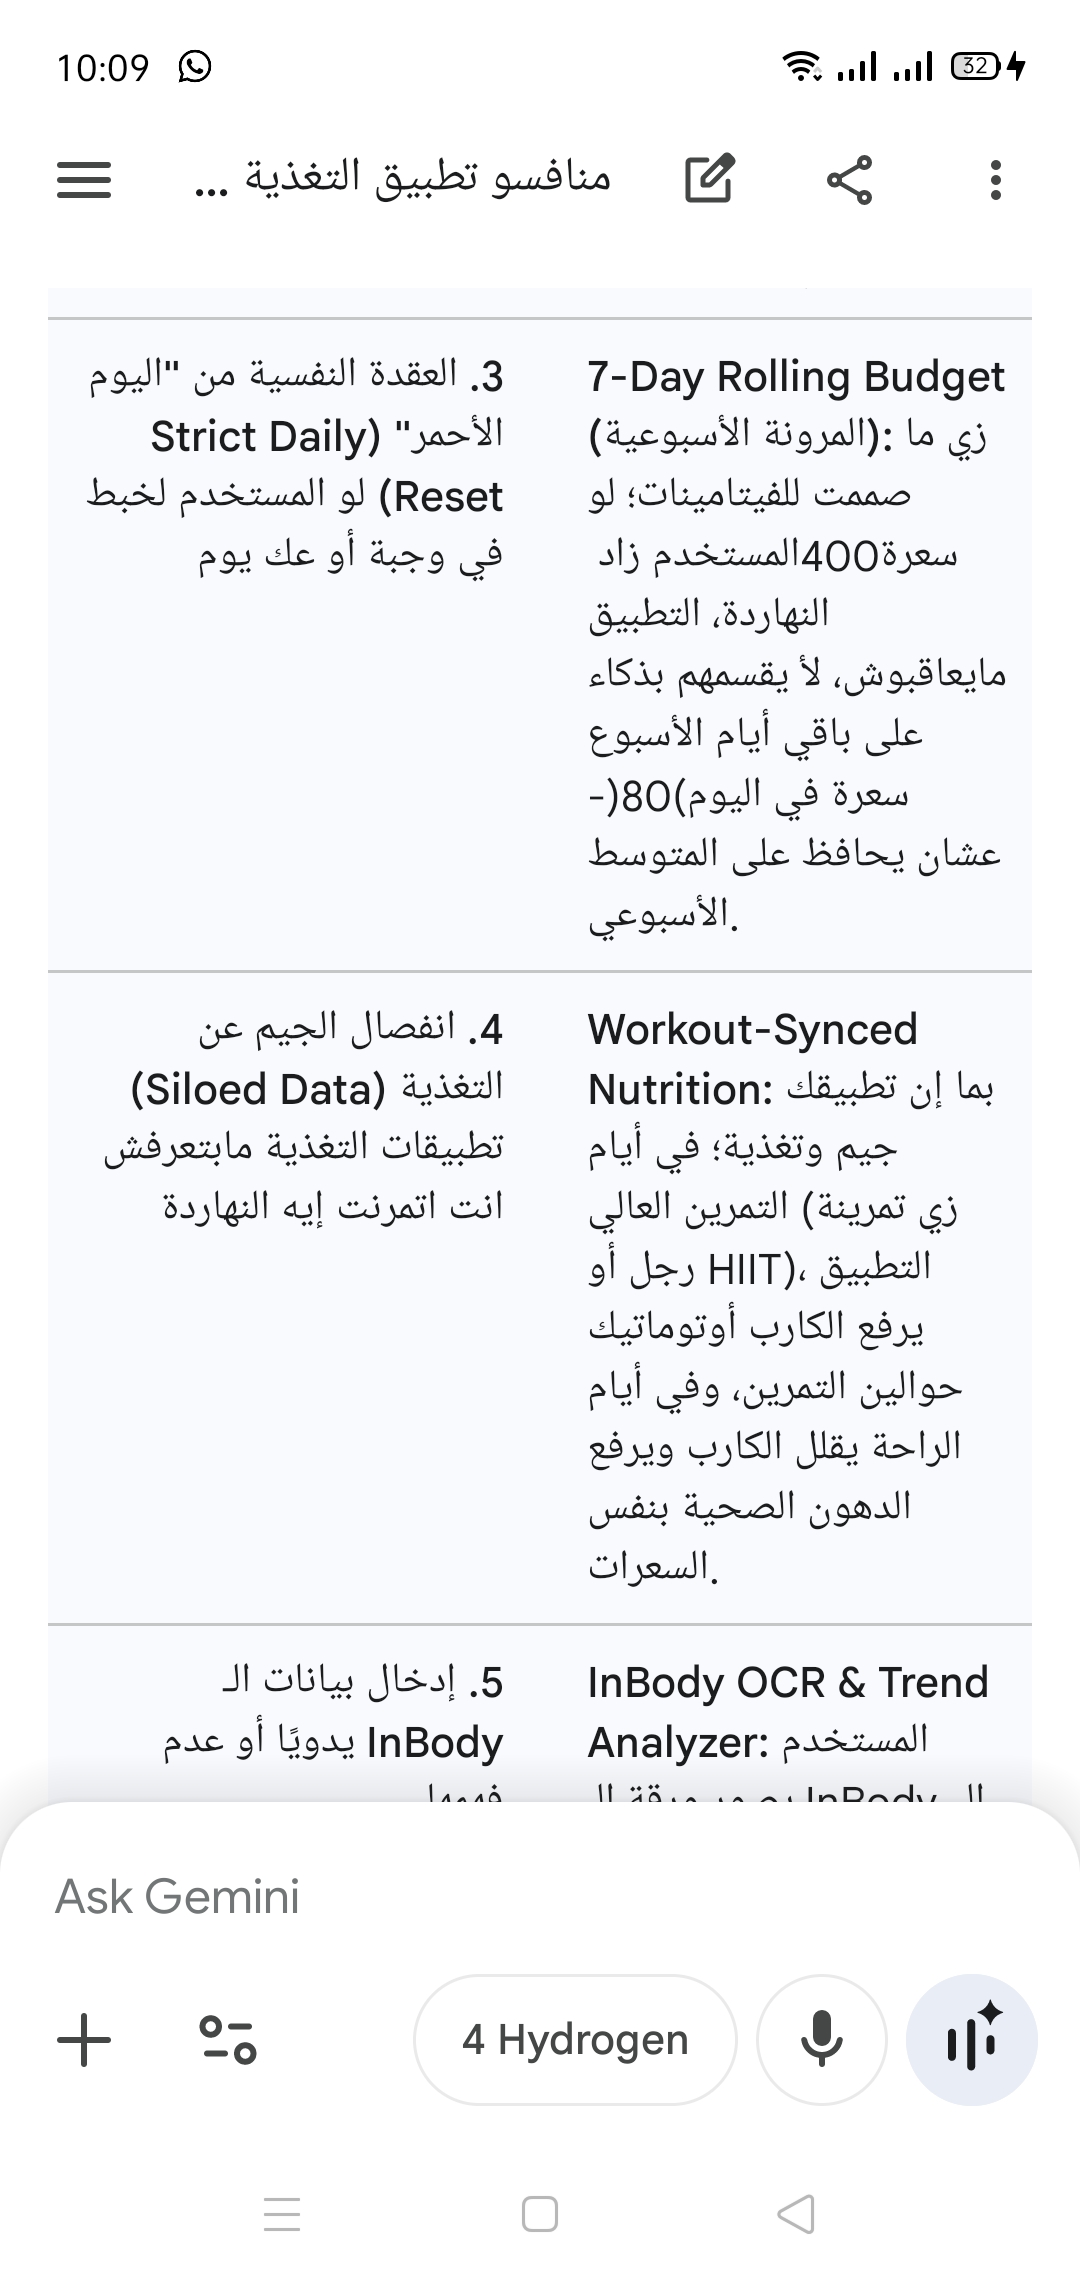 10:09
32
منافسو تطبيق التغذية ...
3. العقدة النفسية من "اليوم
الأحمر" (Strict Daily
Reset) لو المستخدم لخبط
في وجبة أو عك يوم
7-Day Rolling Budget
(المرونة الأسبوعية): زي ما
صممت للفيتامينات؛ لو
المستخدم زاد 400 سعرة
النهاردة، التطبيق
مايعاقبوش، لأ يقسمهم بذكاء
على باقي أيام الأسبوع
(-80 سعرة في اليوم)
عشان يحافظ على المتوسط
الأسبوعي.
4. انفصال الجيم عن
التغذية (Siloed Data)
تطبيقات التغذية مابتعرفش
انت اتمرنت إيه النهاردة
Workout-Synced
Nutrition: بما إن تطبيقك
جيم وتغذية؛ في أيام
التمرين العالي (زي تمرينة
رجل أو HIIT)، التطبيق
يرفع الكارب أوتوماتيك
حوالين التمرين، وفي أيام
الراحة يقلل الكارب ويرفع
الدهون الصحية بنفس
السعرات.
5. إدخال بيانات الـ
InBody يدويًا أو عدم
فهمها
InBody OCR & Trend
Analyzer: المستخدم
يصور ورقة الـ InBody، الـ
Ask Gemini
4 Hydrogen